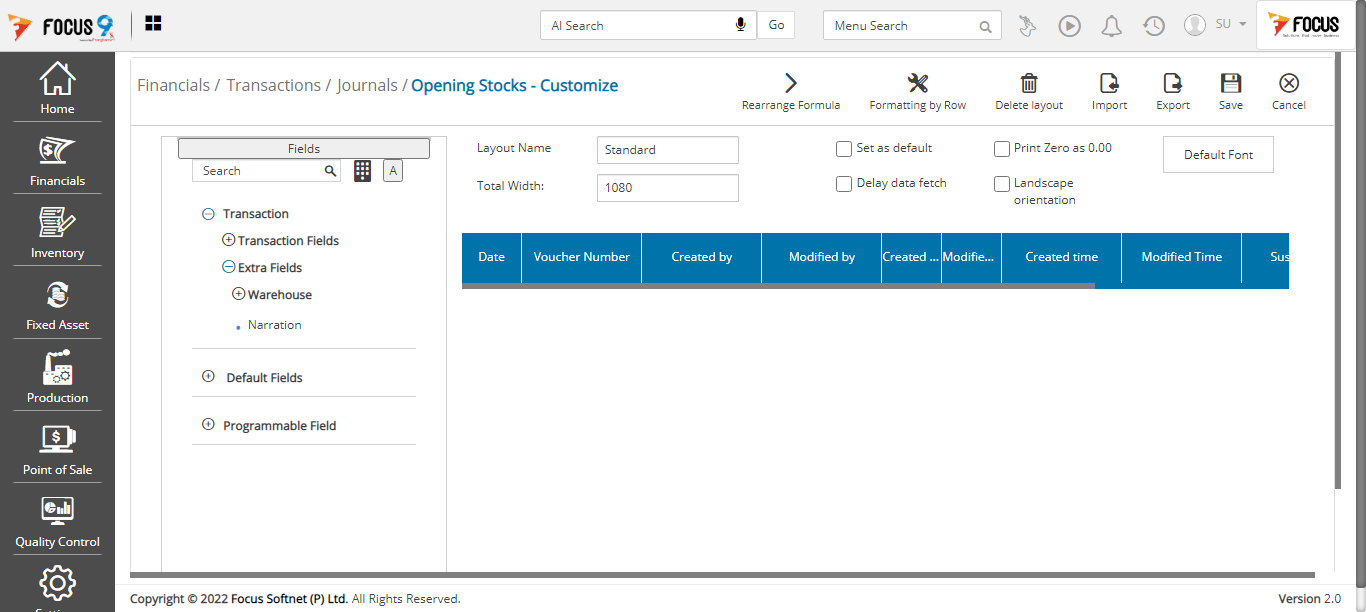 FOCUS 9
AI Search
Go
Menu Search
SU
FOCUS
Home
Financials
Inventory
Fixed Asset
Production
Point of Sale
Quality Control
Financials / Transactions / Journals / Opening Stocks - Customize
Rearrange Formula
Formatting by Row
Delete layout
Import
Export
Save
Cancel
Fields
Search
A
Transaction
Transaction Fields
Extra Fields
Warehouse
Narration
Default Fields
Programmable Field
Layout Name
Standard
Total Width:
1080
Set as default
Delay data fetch
Print Zero as 0.00
Landscape
orientation
Default Font
Date
Voucher Number
Created by
Modified by
Created ...
Modifie...
Created time
Modified Time
Sus
Copyright © 2022 Focus Softnet (P) Ltd. All Rights Reserved.
Version 2.0